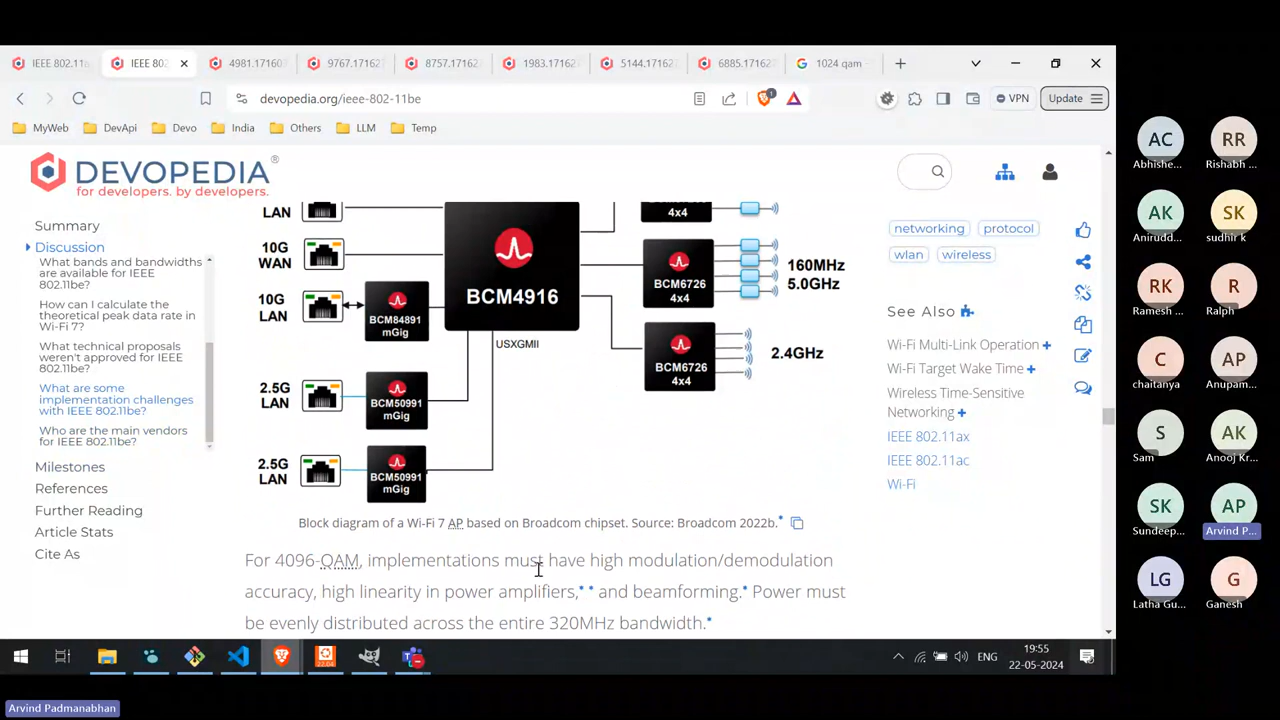 IEEE 802.11a
IEEE 802
4981.171607
9767.17162
8757.17162
1983.17162
5144.17162
6885.17162
1024 qam -
devopedia.org/ieee-802-11be
1
VPN
Update
MyWeb
DevApi
Devo
India
Others
LLM
Temp
DEVOPEDIA®
for developers. by developers.
Summary
Discussion
What bands and bandwidths
are available for IEEE
802.11be?
How can I calculate the
theoretical peak data rate in
Wi-Fi 7?
What technical proposals
weren't approved for IEEE
802.11be?
What are some
implementation challenges
with IEEE 802.11be?
Who are the main vendors
for IEEE 802.11be?
Milestones
References
Further Reading
Article Stats
Cite As
LAN
10G
WAN
10G
LAN
2.5G
LAN
2.5G
LAN
BCM84891
mGig
BCM50991
mGig
BCM50991
mGig
BCM4916
USXGMII
4x4
BCM6726
4x4
BCM6726
4x4
160MHz
5.0GHz
2.4GHz
Block diagram of a Wi-Fi 7 AP based on Broadcom chipset. Source: Broadcom 2022b.*
For 4096-QAM, implementations must have high modulation/demodulation
accuracy, high linearity in power amplifiers,* * and beamforming.* Power must
be evenly distributed across the entire 320MHz bandwidth.*
networking
protocol
wlan
wireless
See Also
Wi-Fi Multi-Link Operation +
Wi-Fi Target Wake Time +
Wireless Time-Sensitive
Networking +
IEEE 802.11ax
IEEE 802.11ac
Wi-Fi
22.04
ENG
19:55
22-05-2024
AC
Abhishe...
RR
Rishabh ...
AK
Anirudd...
SK
sudhir k
RK
Ramesh ...
R
Ralph
C
chaitanya
AP
Anupam...
S
Sam
AK
Anooj Kr...
SK
Sundeep...
AP
Arvind P...
LG
Latha Gu...
G
Ganesh
Arvind Padmanabhan